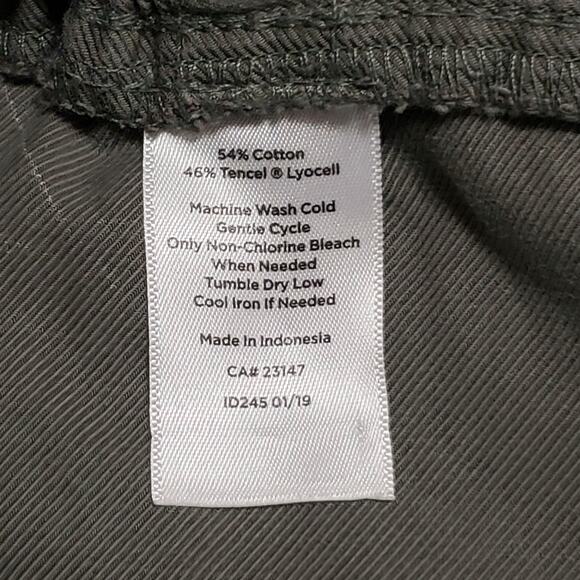 54% Cotton
46% Tencel ® Lyocell
Machine Wash Cold
Gentle Cycle
Only Non-Chlorine Bleach
When Needed
Tumble Dry Low
Cool Iron If Needed
Made In Indonesia
CA# 23147
ID245 01/19